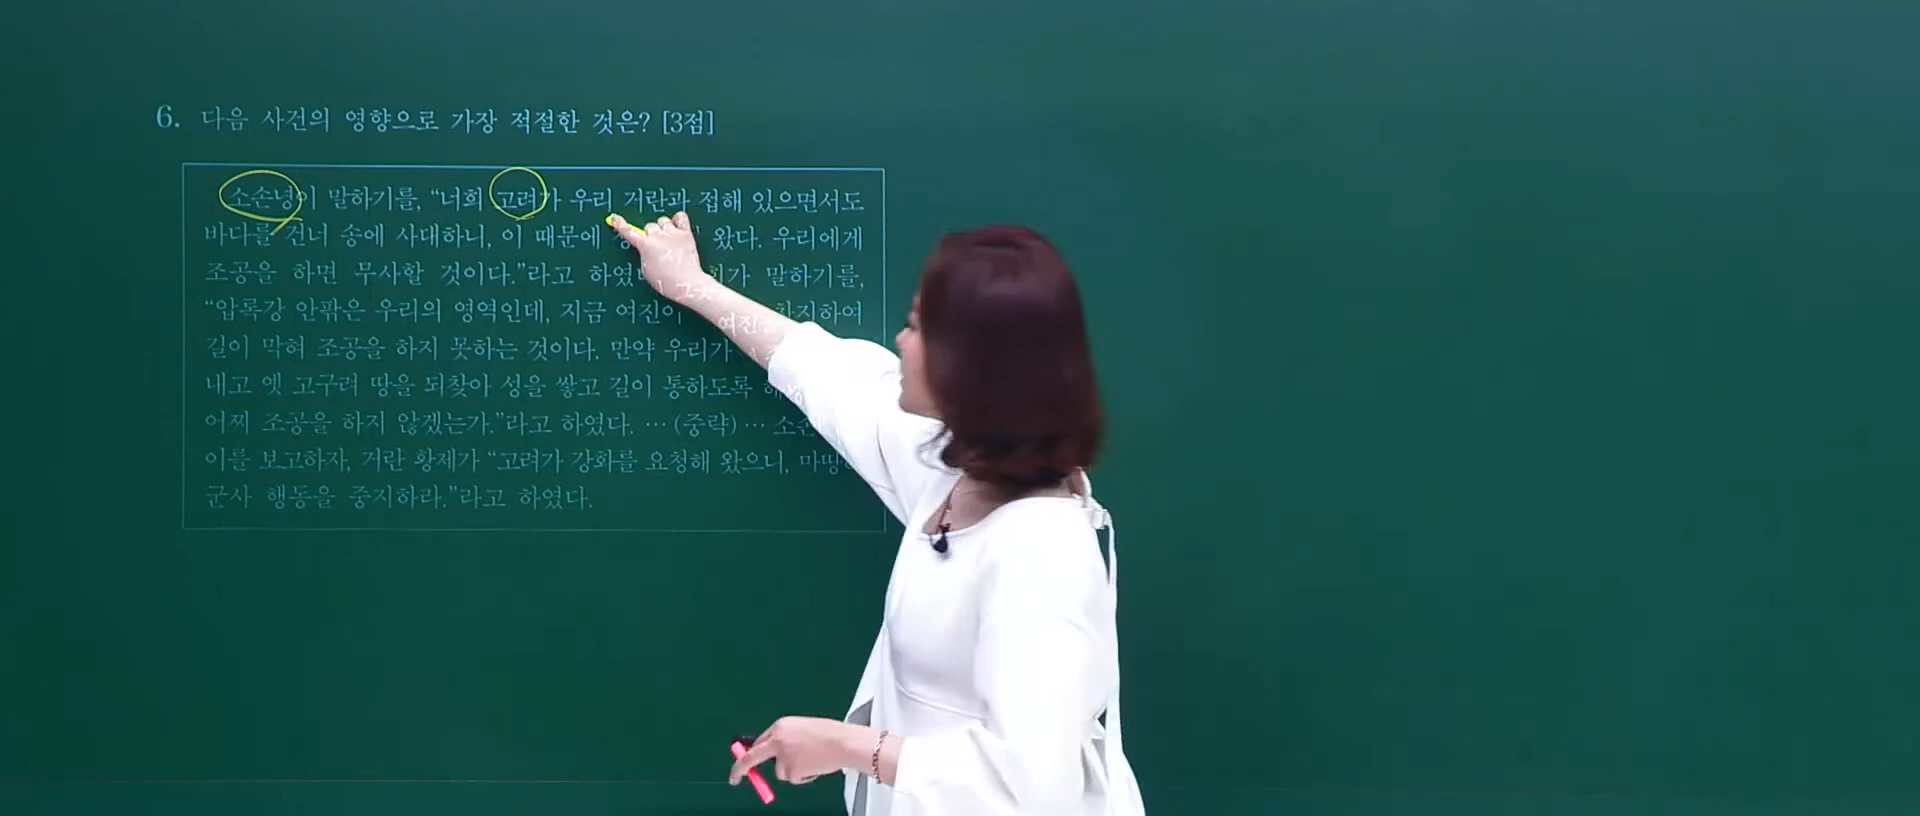 6. 다음 사건의 영향으로 가장 적절한 것은? [3점]
소손녕이 말하기를, “너희 고려가 우리 거란과 접해 있으면서도
바다를 건너 송에 사대하니, 이 때문에 왔다. 우리에게
조공을 하면 무사할 것이다.”라고 말하기를,
“압록강 안팎은 우리의 영역인데, 지금 여진이 차지하여
길이 막혀 조공을 하지 못하는 것이다. 만약 우리가 여진을
내고 옛 고구려 땅을 되찾아 성을 쌓고 길이 통하도록
어찌 조공을 하지 않겠는가.”라고 하였다. … (중략) …
이를 보고하자, 거란 황제가 “고려가 강화를 요청해 왔으니,
군사 행동을 중지하라.”라고 하였다.